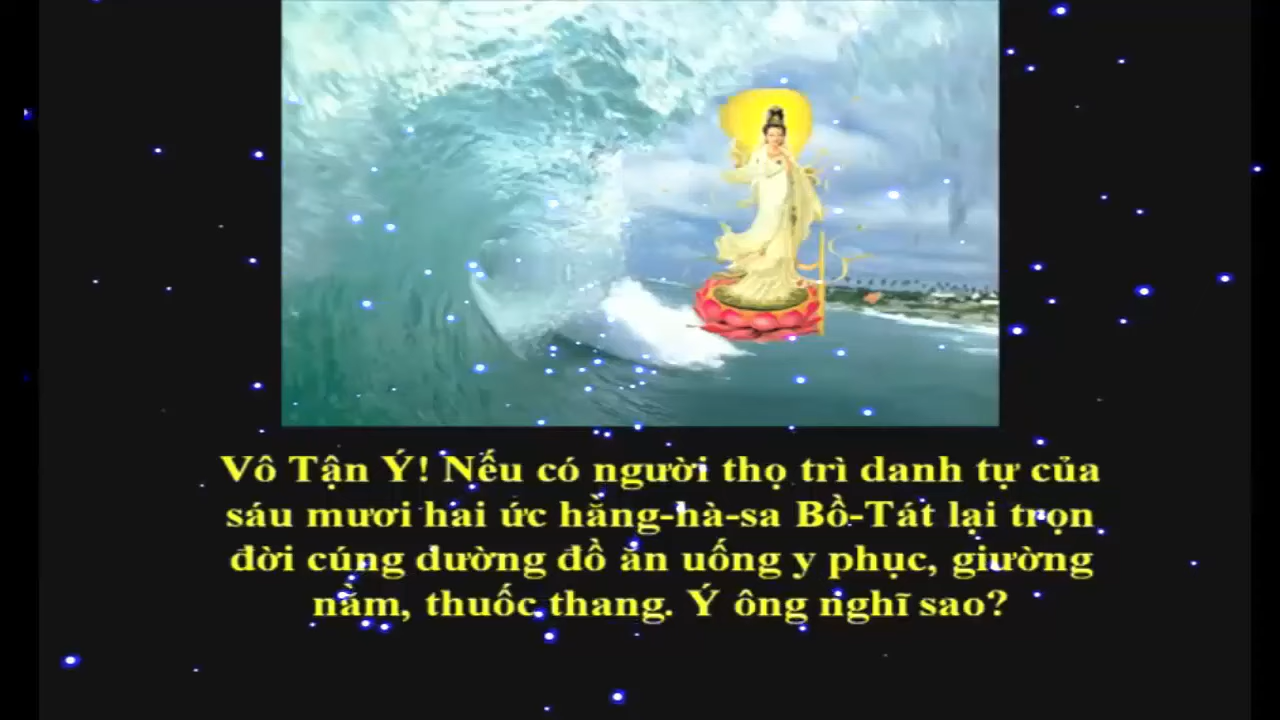 Vô Tận Ý! Nếu có người thọ trì danh tự của
sáu mươi hai ức hằng-hà-sa Bồ-Tát lại trọn
đời cúng dường đồ ăn uống y phục, giường
nằm, thuốc thang. Ý ông nghĩ sao?